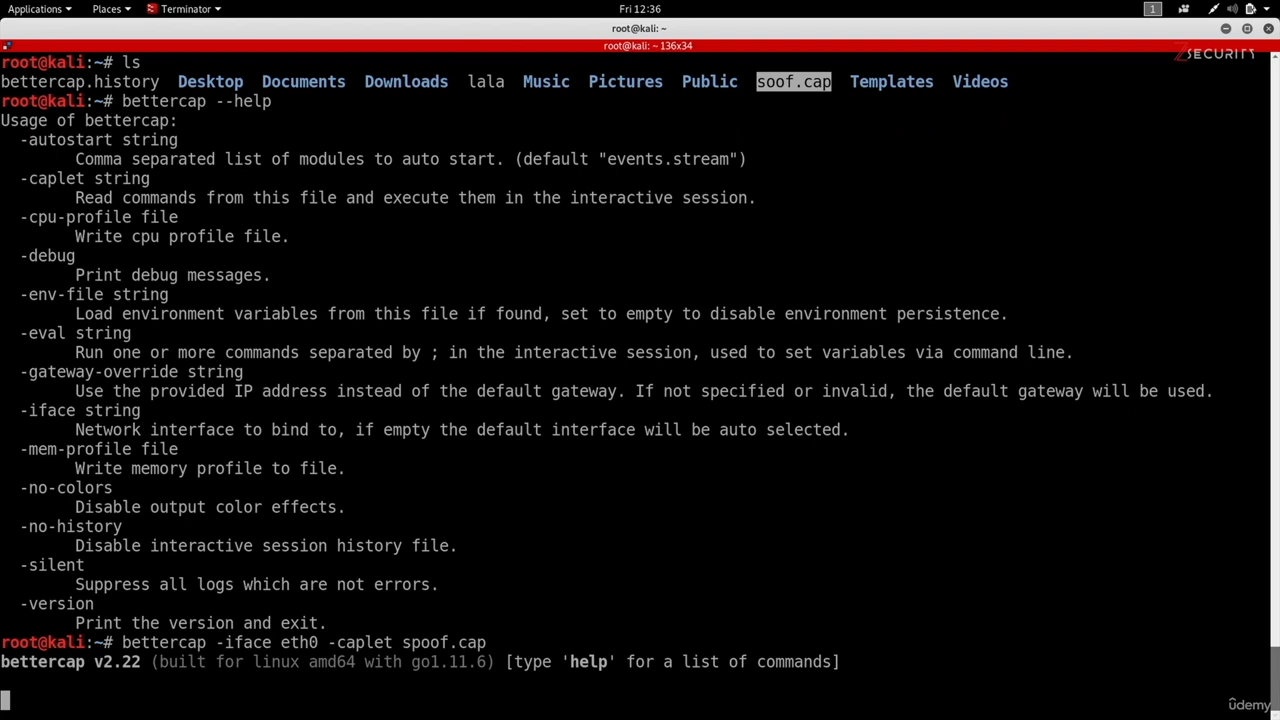 Applications Places Terminator Fri 12:36 1
root@kali: ~
root@kali: ~ 136x34
ZSECURITY
root@kali:~# ls
bettercap.history Desktop Documents Downloads lala Music Pictures Public soof.cap Templates Videos
root@kali:~# bettercap --help
Usage of bettercap:
-autostart string
Comma separated list of modules to auto start. (default "events.stream")
-caplet string
Read commands from this file and execute them in the interactive session.
-cpu-profile file
Write cpu profile file.
-debug
Print debug messages.
-env-file string
Load environment variables from this file if found, set to empty to disable environment persistence.
-eval string
Run one or more commands separated by ; in the interactive session, used to set variables via command line.
-gateway-override string
Use the provided IP address instead of the default gateway. If not specified or invalid, the default gateway will be used.
-iface string
Network interface to bind to, if empty the default interface will be auto selected.
-mem-profile file
Write memory profile to file.
-no-colors
Disable output color effects.
-no-history
Disable interactive session history file.
-silent
Suppress all logs which are not errors.
-version
Print the version and exit.
root@kali:~# bettercap -iface eth0 -caplet spoof.cap
bettercap v2.22 (built for linux amd64 with go1.11.6) [type 'help' for a list of commands]
ûdemy